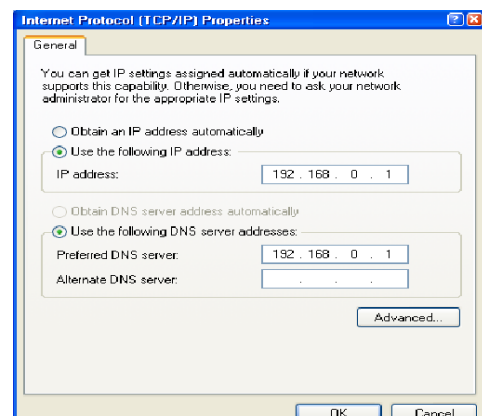 Internet Protocol (TCP/IP) Properties
General
You can get IP settings assigned automatically if your network
supports this capability. Otherwise, you need to ask your network
administrator for the appropriate IP settings.
Obtain an IP address automatically
Use the following IP address:
IP address: 192 . 168 . 0 . 1
Obtain DNS server address automatically
Use the following DNS server addresses:
Preferred DNS server: 192 . 168 . 0 . 1
Alternate DNS server: . . .
Advanced...
OK Cancel